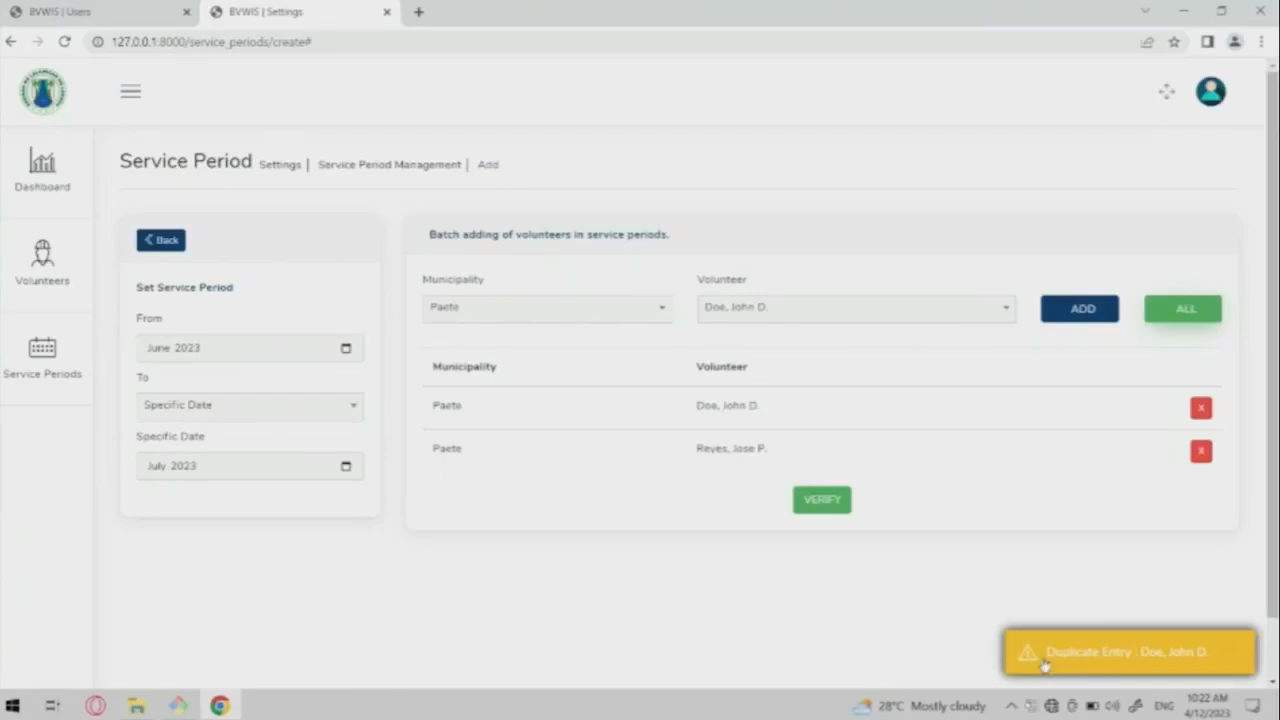 BVWIS | Users
BVWIS | Settings
127.0.0.1:8000/service_periods/create#
Service Period Settings | Service Period Management | Add
Dashboard
Volunteers
Service Periods
Back
Set Service Period
From
June 2023
To
Specific Date
Specific Date
July 2023
Batch adding of volunteers in service periods.
Municipality Volunteer
Paete Doe, John D. ADD ALL
Municipality Volunteer
Paete Doe, John D. X
Paete Reyes, Jose P. X
VERIFY
Duplicate Entry : Doe, John D.
28°C Mostly cloudy ENG 10:22 AM
4/12/2023